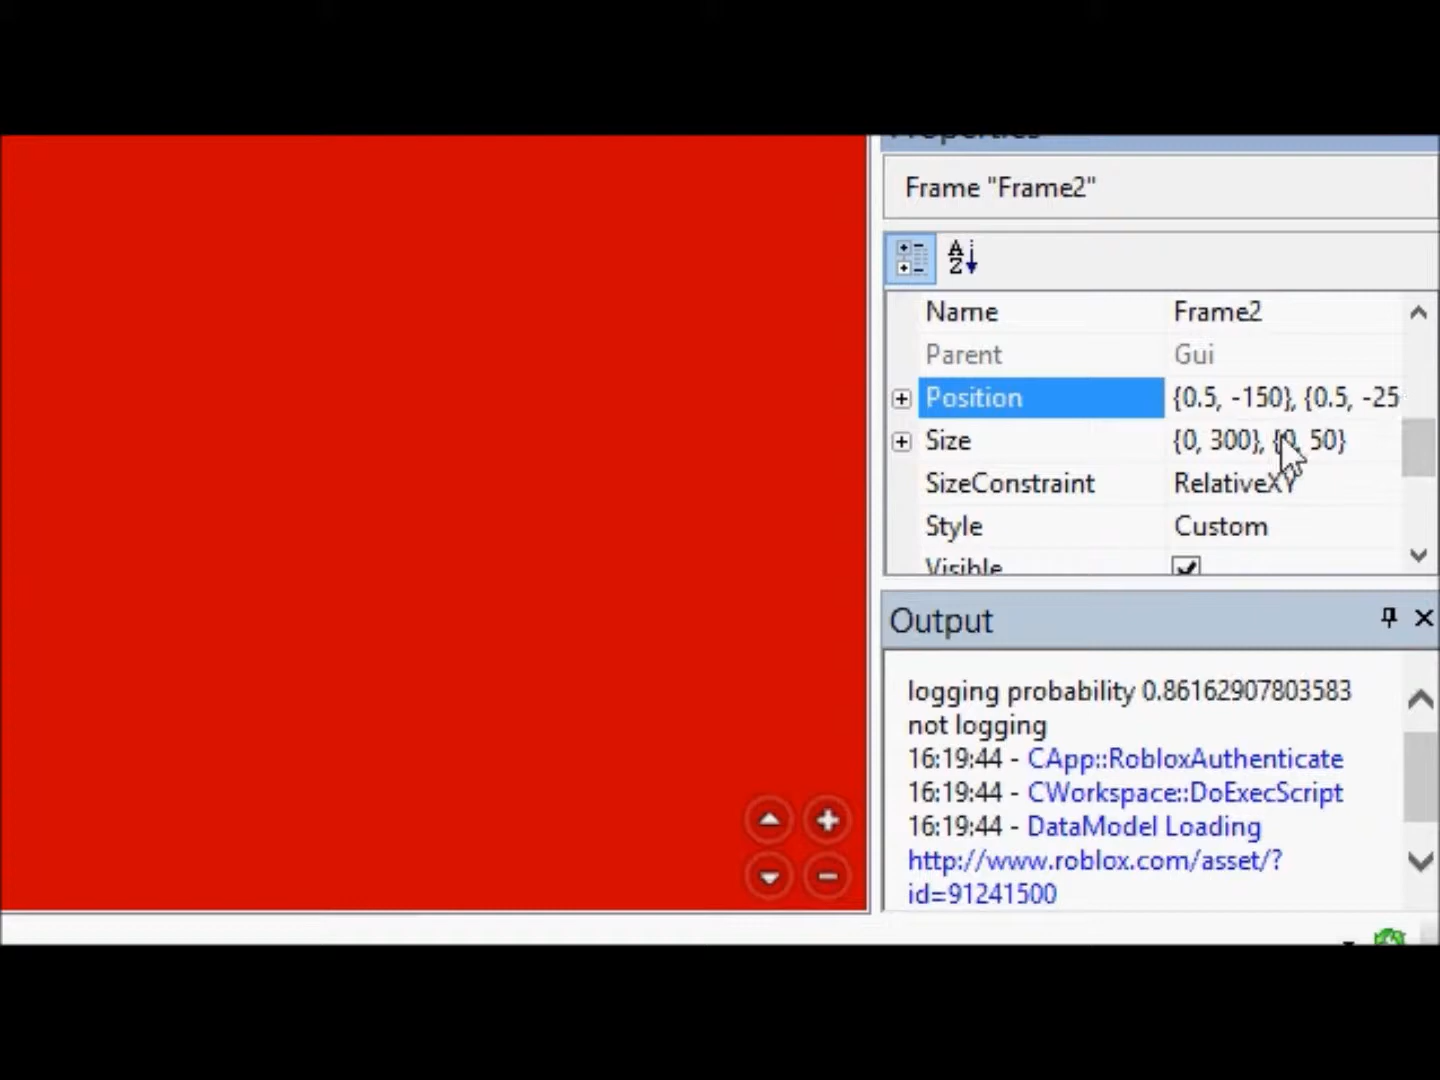 Properties
Frame "Frame2"
Name Frame2
Parent Gui
Position {0.5, -150}, {0.5, -25
Size {0, 300}, {0, 50}
SizeConstraint RelativeXY
Style Custom
Visible
Output
logging probability 0.86162907803583
not logging
16:19:44 - CApp::RobloxAuthenticate
16:19:44 - CWorkspace::DoExecScript
16:19:44 - DataModel Loading
http://www.roblox.com/asset/?
id=91241500